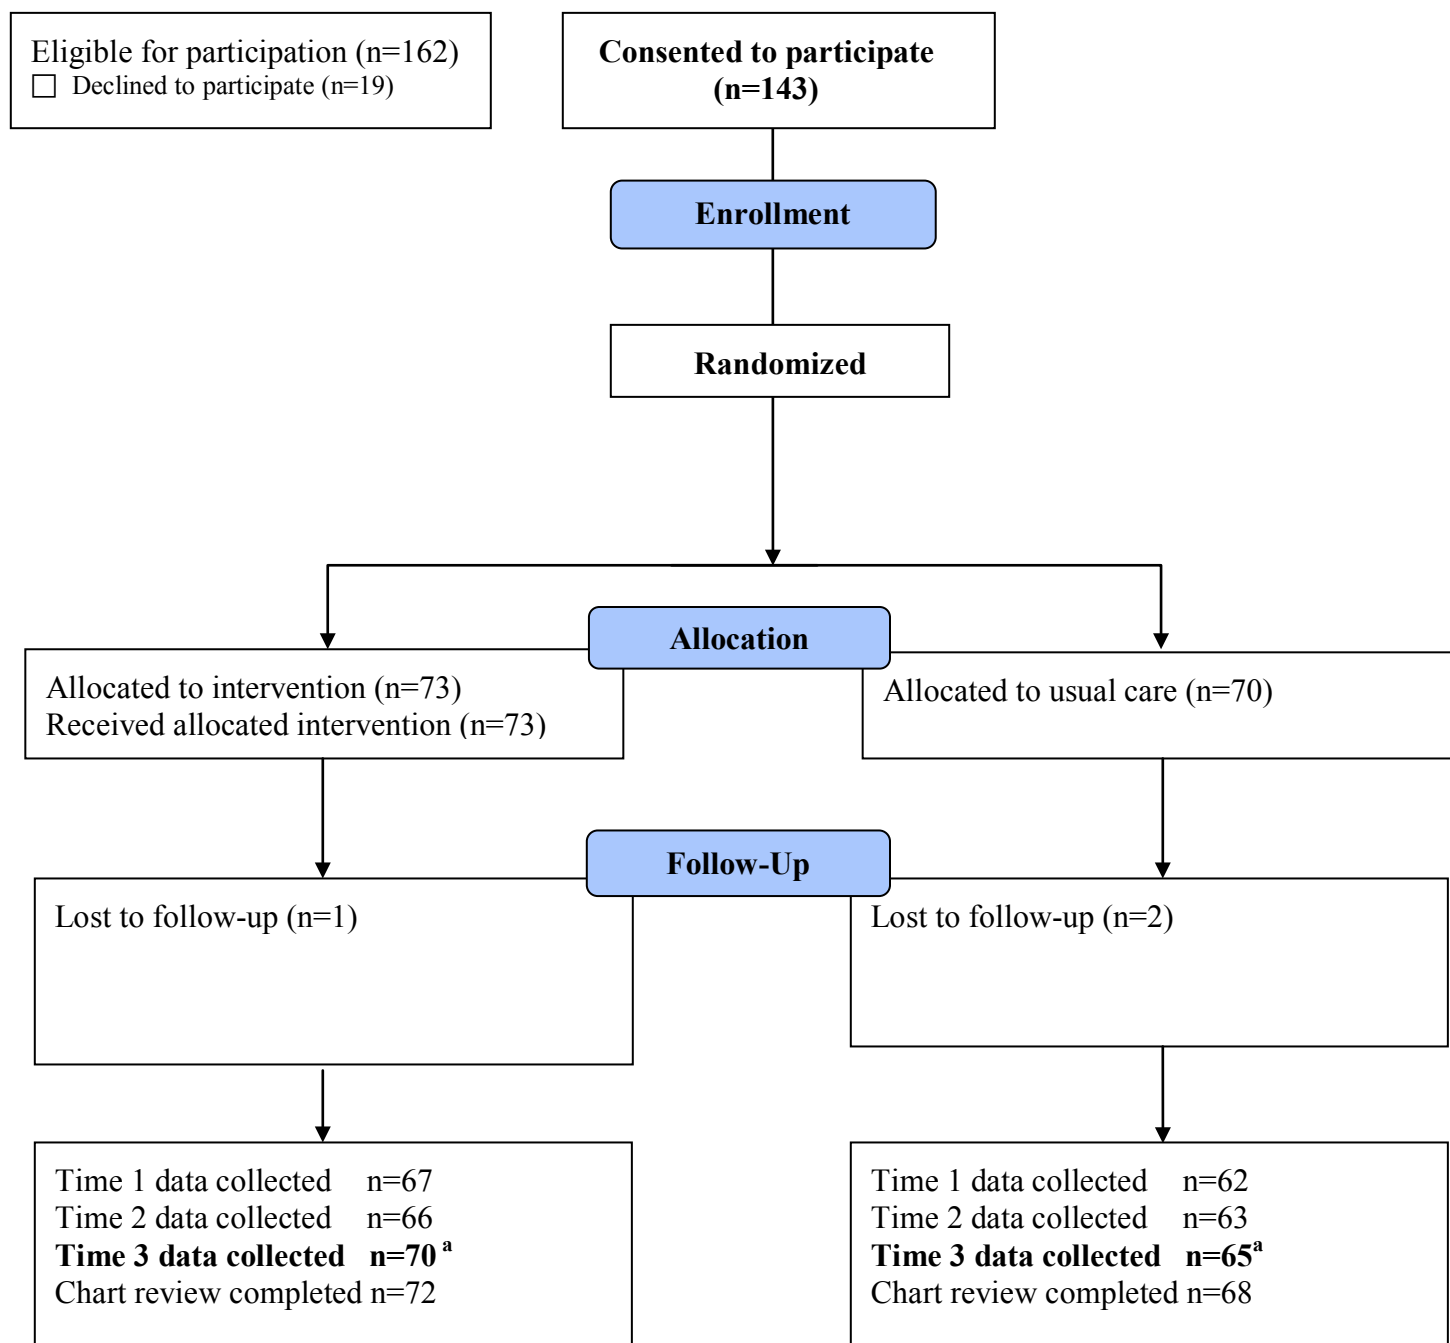 Eligible for participation (n=162)
☐ Declined to participate (n=19)
Consented to participate
(n=143)
Enrollment
Randomized
Allocation
Allocated to intervention (n=73)
Received allocated intervention (n=73)
Allocated to usual care (n=70)
Follow-Up
Lost to follow-up (n=1)
Lost to follow-up (n=2)
Time 1 data collected n=67
Time 2 data collected n=66
Time 3 data collected n=70 a
Chart review completed n=72
Time 1 data collected n=62
Time 2 data collected n=63
Time 3 data collected n=65a
Chart review completed n=68